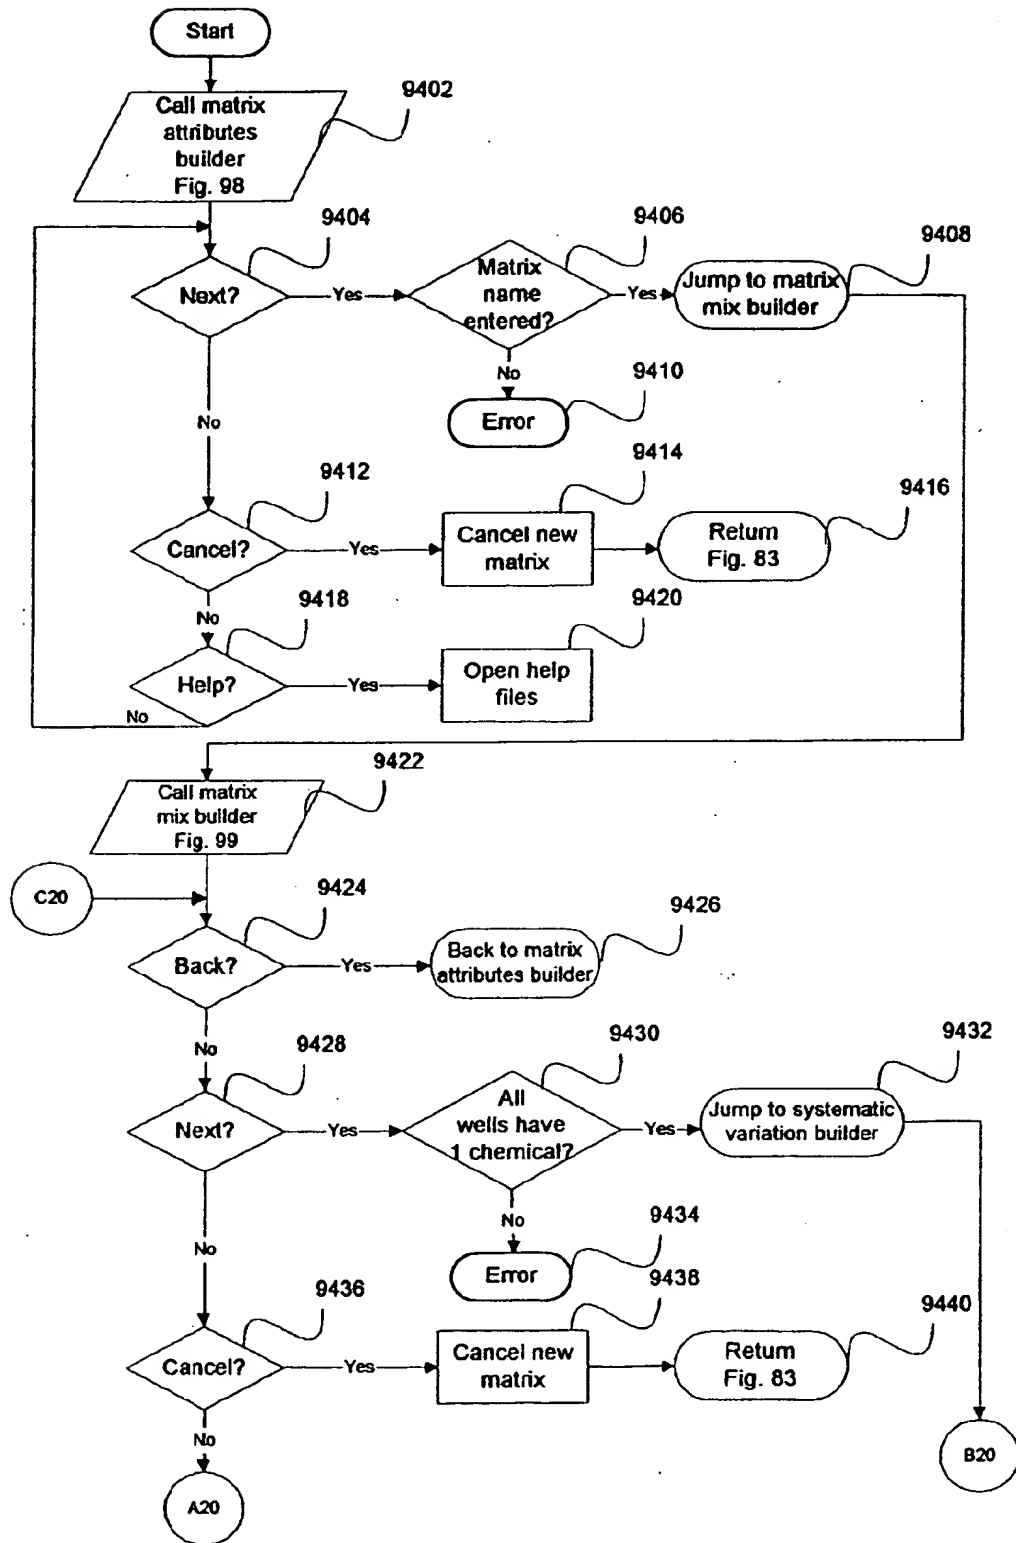 Start
9402
Call matrix
attributes
builder
Fig. 98
9404
9406
9408
Next?
Yes
Matrix
name
entered?
Yes
Jump to matrix
mix builder
No
9410
Error
No
9412
9414
9416
Cancel?
Yes
Cancel new
matrix
Return
Fig. 83
No
9418
9420
Help?
Yes
Open help
files
No
9422
Call matrix
mix builder
Fig. 99
C20
9424
9426
Back?
Yes
Back to matrix
attributes builder
No
9428
9430
9432
Next?
Yes
All
wells have
1 chemical?
Yes
Jump to systematic
variation builder
No
9434
Error
No
9436
9438
9440
Cancel?
Yes
Cancel new
matrix
Return
Fig. 83
No
A20
B20